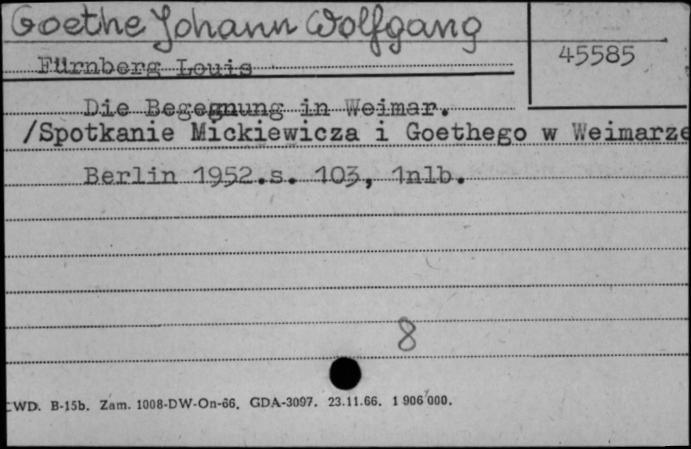 Goethe Johann Wolfgang
45585
Fürnberg Louis
Die Begegnung in Weimar.
/Spotkanie Mickiewicza i Goethego w Weimarze
Berlin 1952.s. 103, 1nlb.
8
CWD. B-15b. Zam. 1008-DW-On-66. GDA-3097. 23.11.66. 1 906 000.